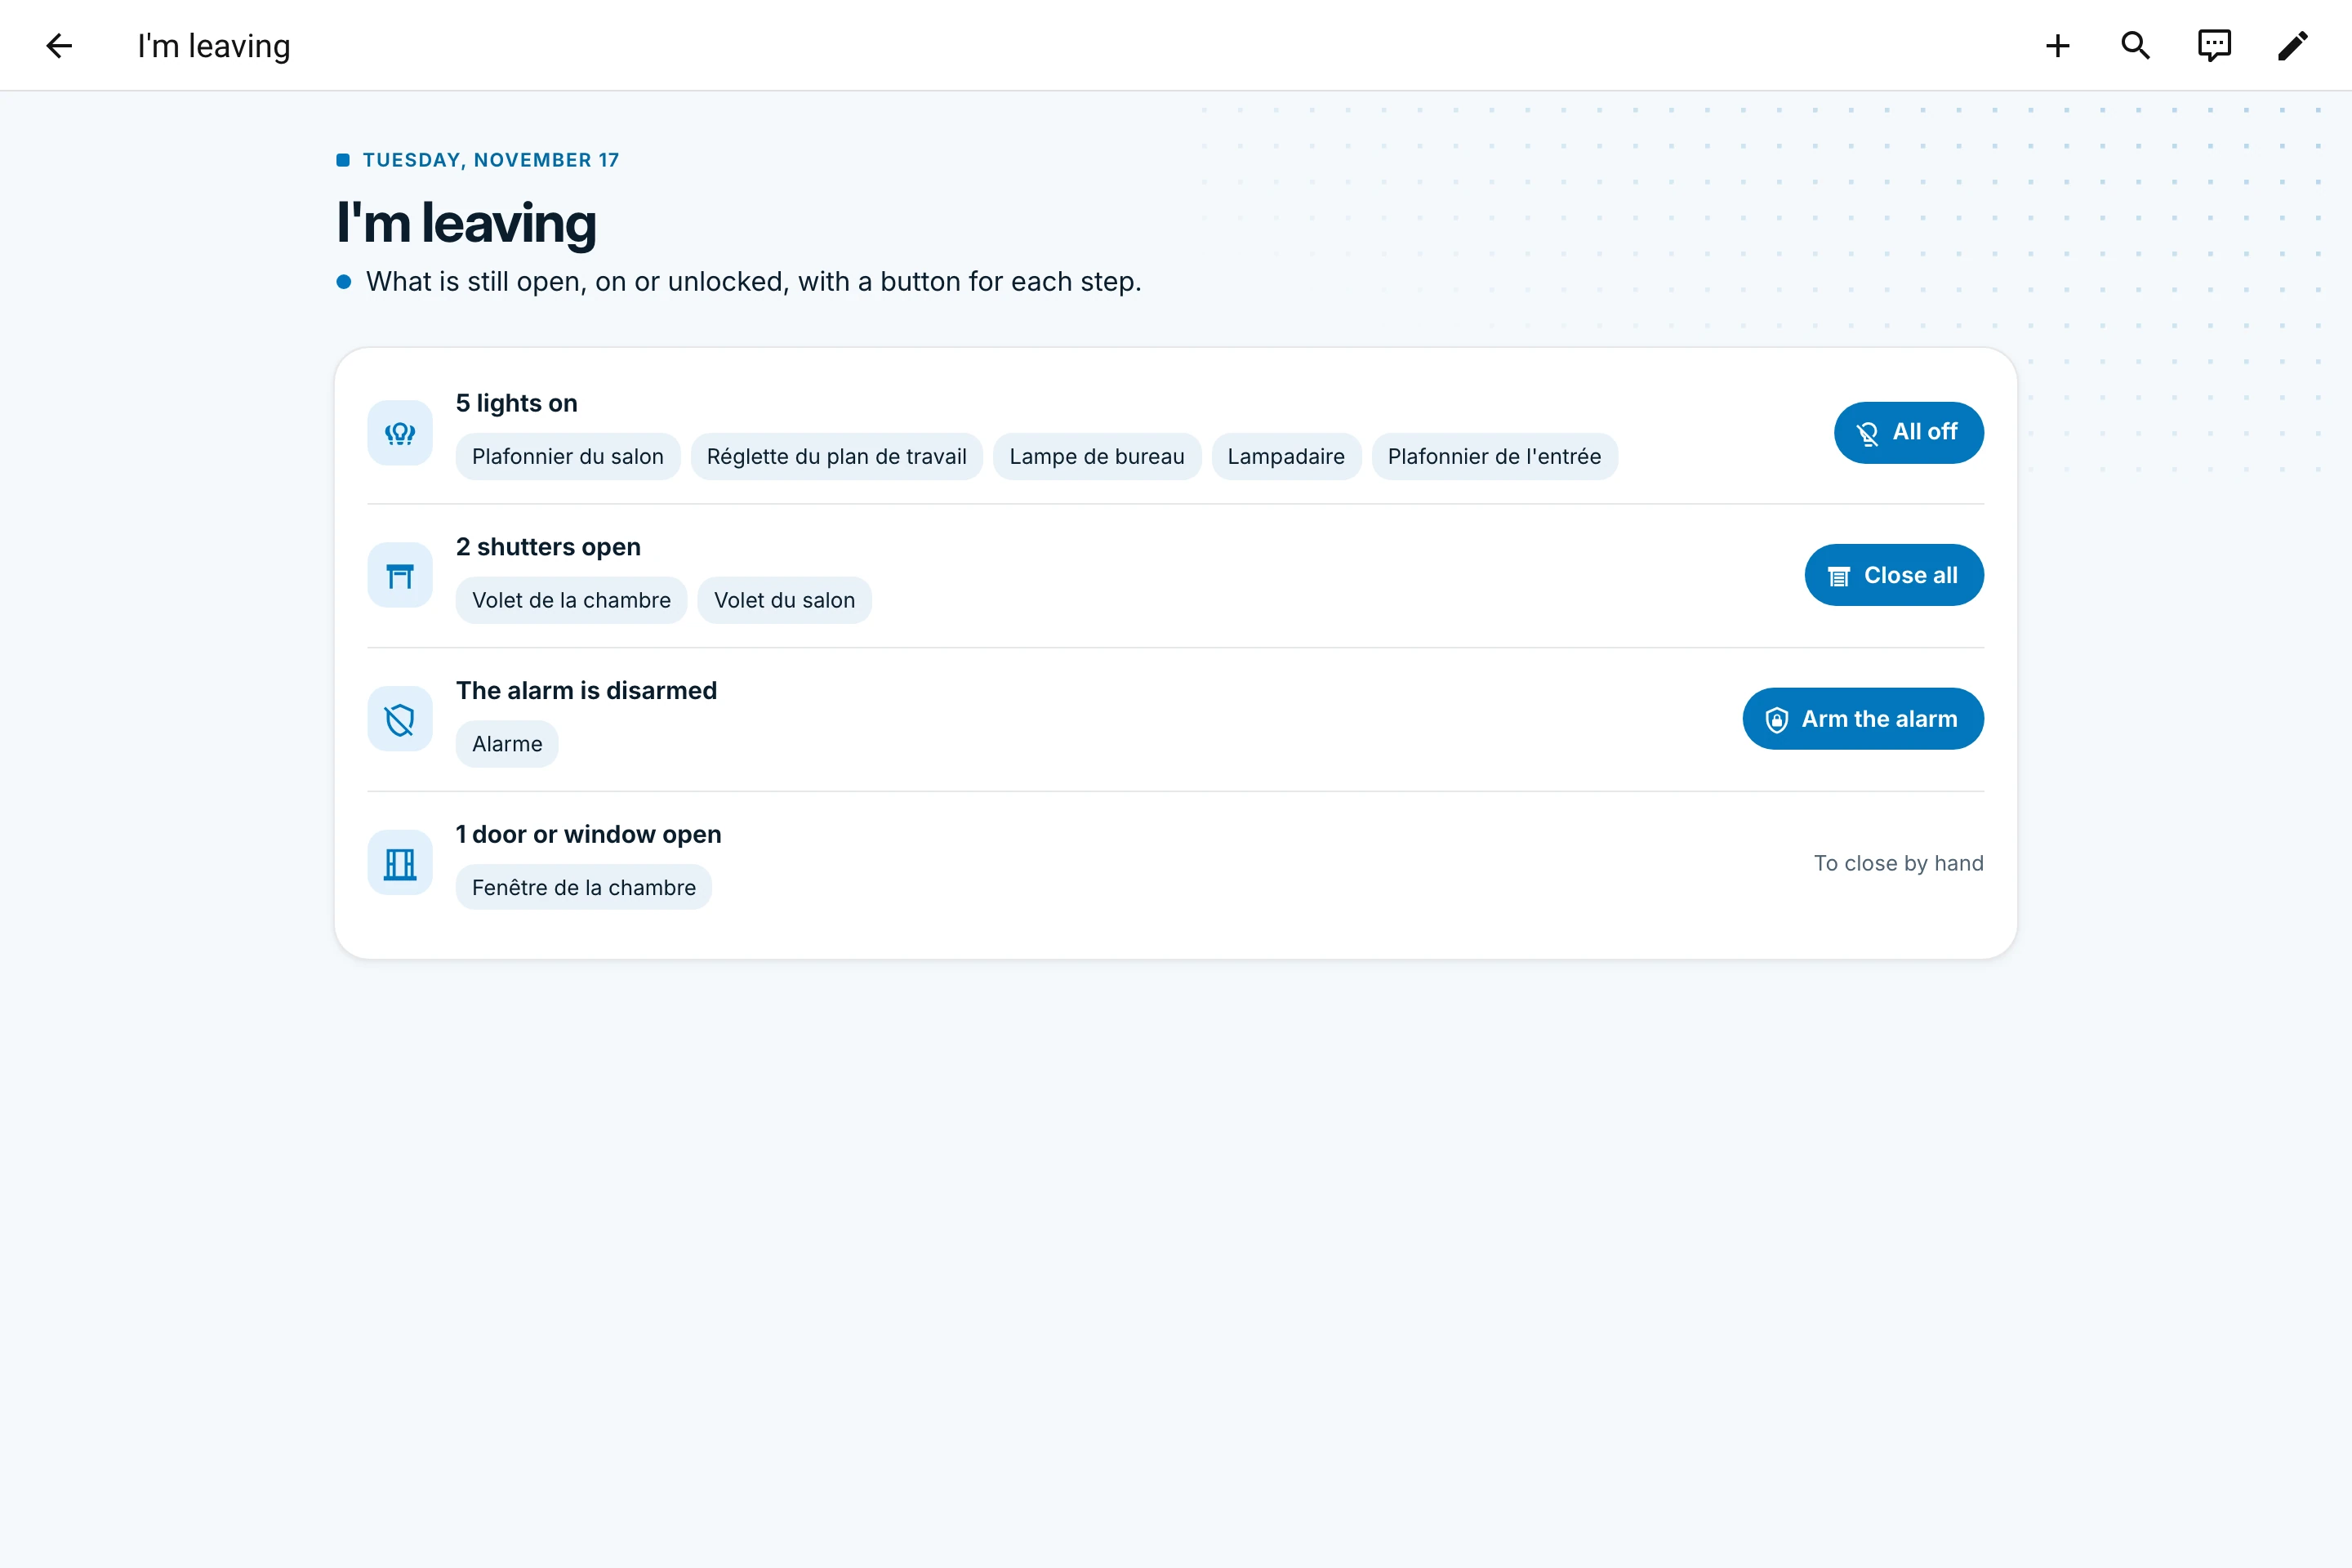 I'm leaving
TUESDAY, NOVEMBER 17
I'm leaving
What is still open, on or unlocked, with a button for each step.
5 lights on
Plafonnier du salon Réglette du plan de travail Lampe de bureau Lampadaire Plafonnier de l'entrée
All off
2 shutters open
Volet de la chambre Volet du salon
Close all
The alarm is disarmed
Alarme
Arm the alarm
1 door or window open
Fenêtre de la chambre
To close by hand